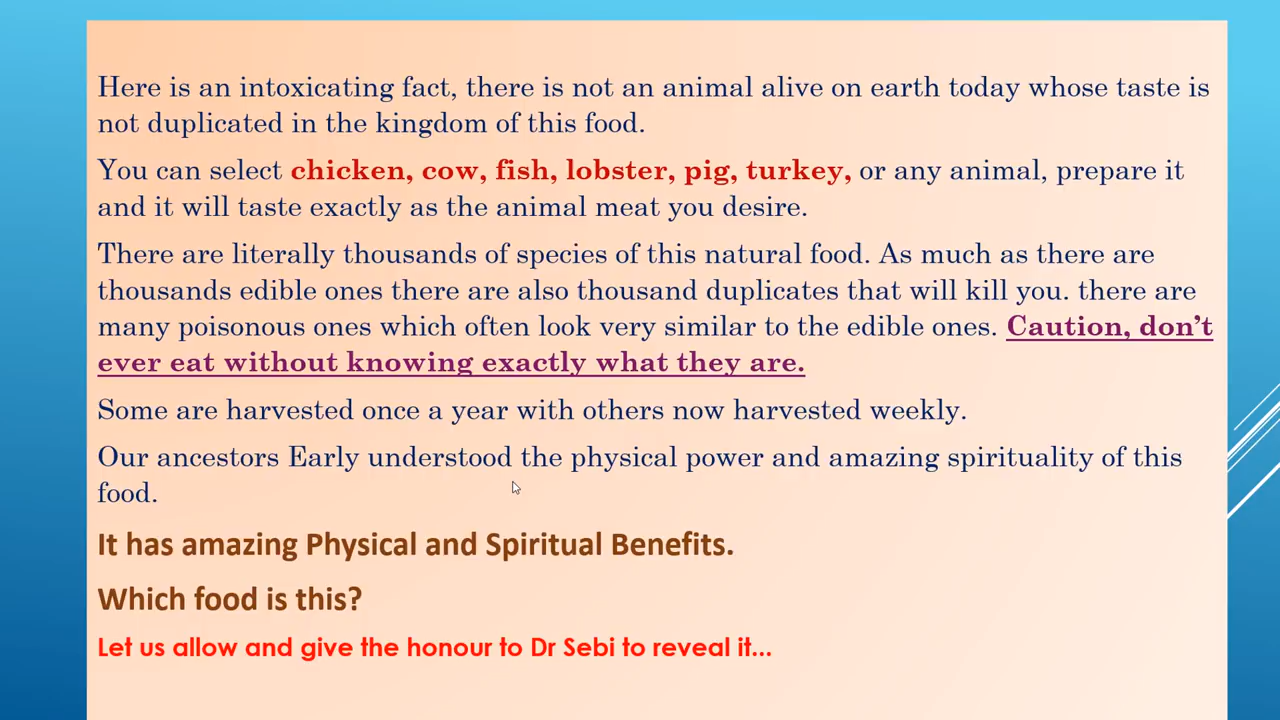 Here is an intoxicating fact, there is not an animal alive on earth today whose taste is
not duplicated in the kingdom of this food.
You can select chicken, cow, fish, lobster, pig, turkey, or any animal, prepare it
and it will taste exactly as the animal meat you desire.
There are literally thousands of species of this natural food. As much as there are
thousands edible ones there are also thousand duplicates that will kill you. there are
many poisonous ones which often look very similar to the edible ones. Caution, don’t
ever eat without knowing exactly what they are.
Some are harvested once a year with others now harvested weekly.
Our ancestors Early understood the physical power and amazing spirituality of this
food.
It has amazing Physical and Spiritual Benefits.
Which food is this?
Let us allow and give the honour to Dr Sebi to reveal it...